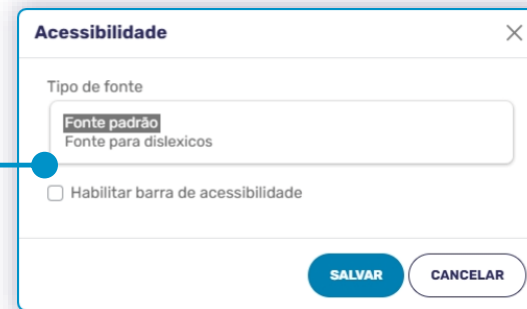 Acessibilidade
Tipo de fonte
Fonte padrão
Fonte para dislexicos
Habilitar barra de acessibilidade
SALVAR CANCELAR